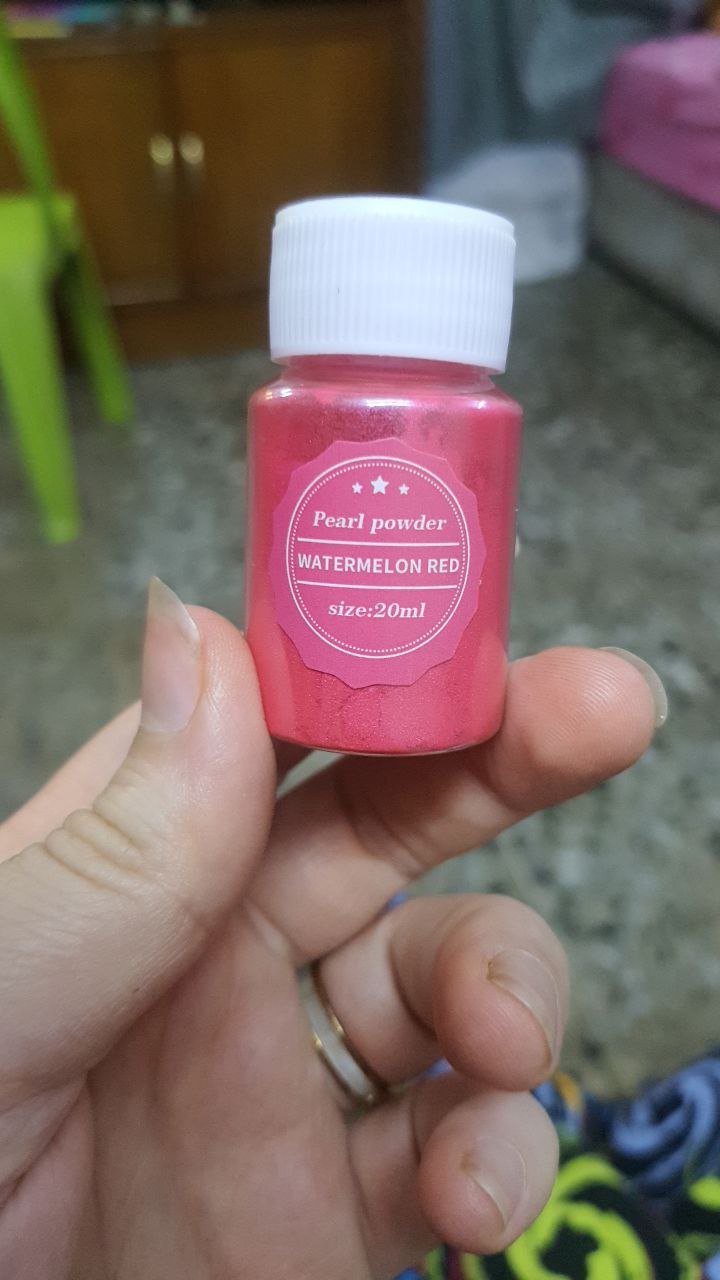 Pearl powder
WATERMELON RED
size:20ml